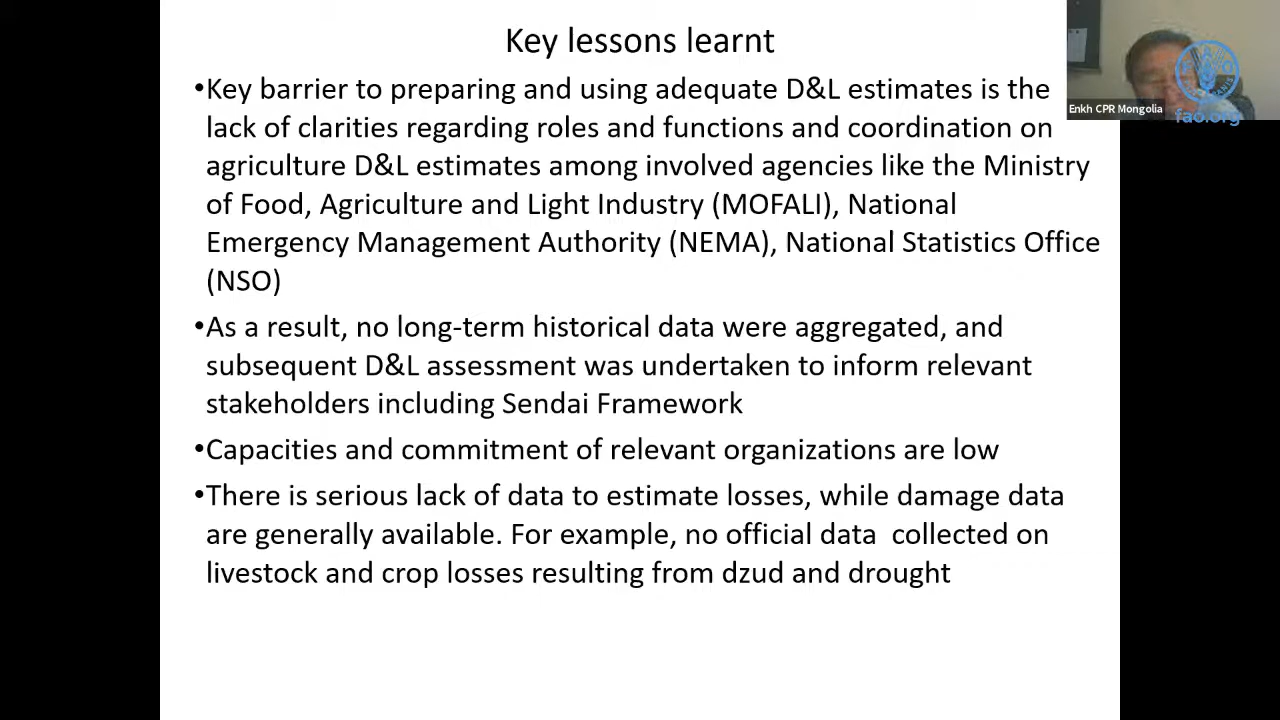 Key lessons learnt
•Key barrier to preparing and using adequate D&L estimates is the
lack of clarities regarding roles and functions and coordination on
agriculture D&L estimates among involved agencies like the Ministry
of Food, Agriculture and Light Industry (MOFALI), National
Emergency Management Authority (NEMA), National Statistics Office
(NSO)
•As a result, no long-term historical data were aggregated, and
subsequent D&L assessment was undertaken to inform relevant
stakeholders including Sendai Framework
•Capacities and commitment of relevant organizations are low
•There is serious lack of data to estimate losses, while damage data
are generally available. For example, no official data  collected on
livestock and crop losses resulting from dzud and drought
Enkh CPR Mongolia
fao.org